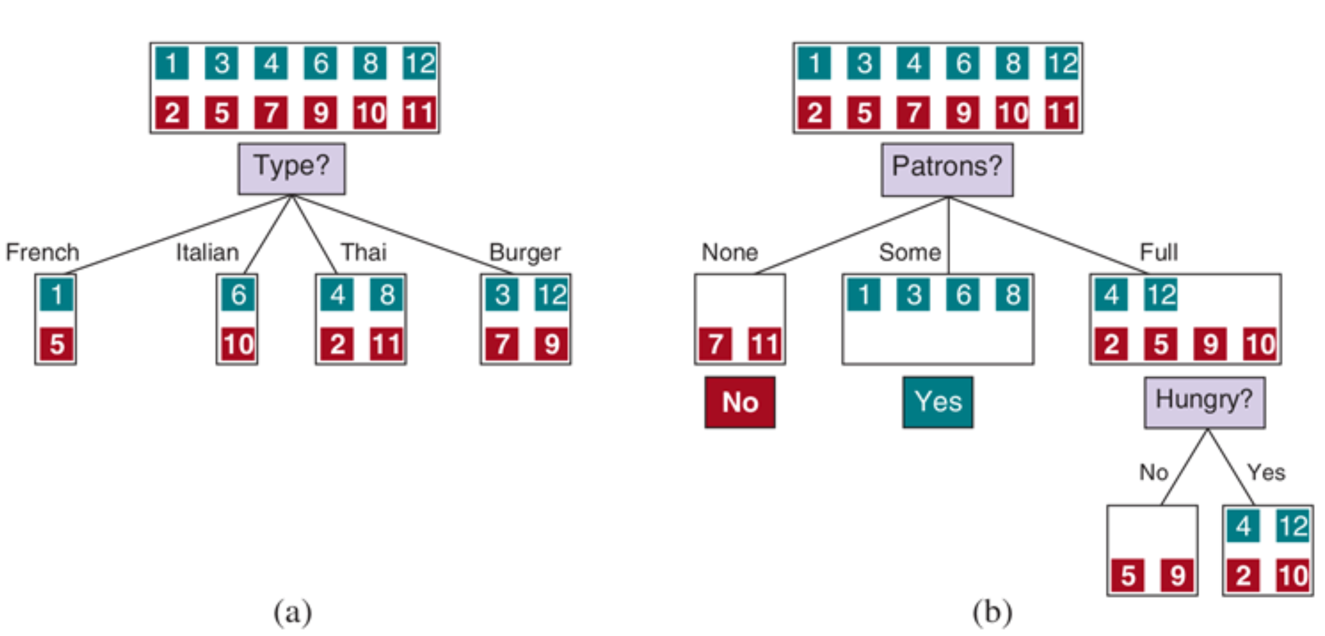 1 3 4 6 8 12
2 5 7 9 10 11
Type?
French Italian Thai Burger
1 6 4 8 3 12
5 10 2 11 7 9
(a)
1 3 4 6 8 12
2 5 7 9 10 11
Patrons?
None Some Full
1 3 6 8 4 12
7 11 2 5 9 10
No Yes Hungry?
No Yes
4 12
5 9 2 10
(b)